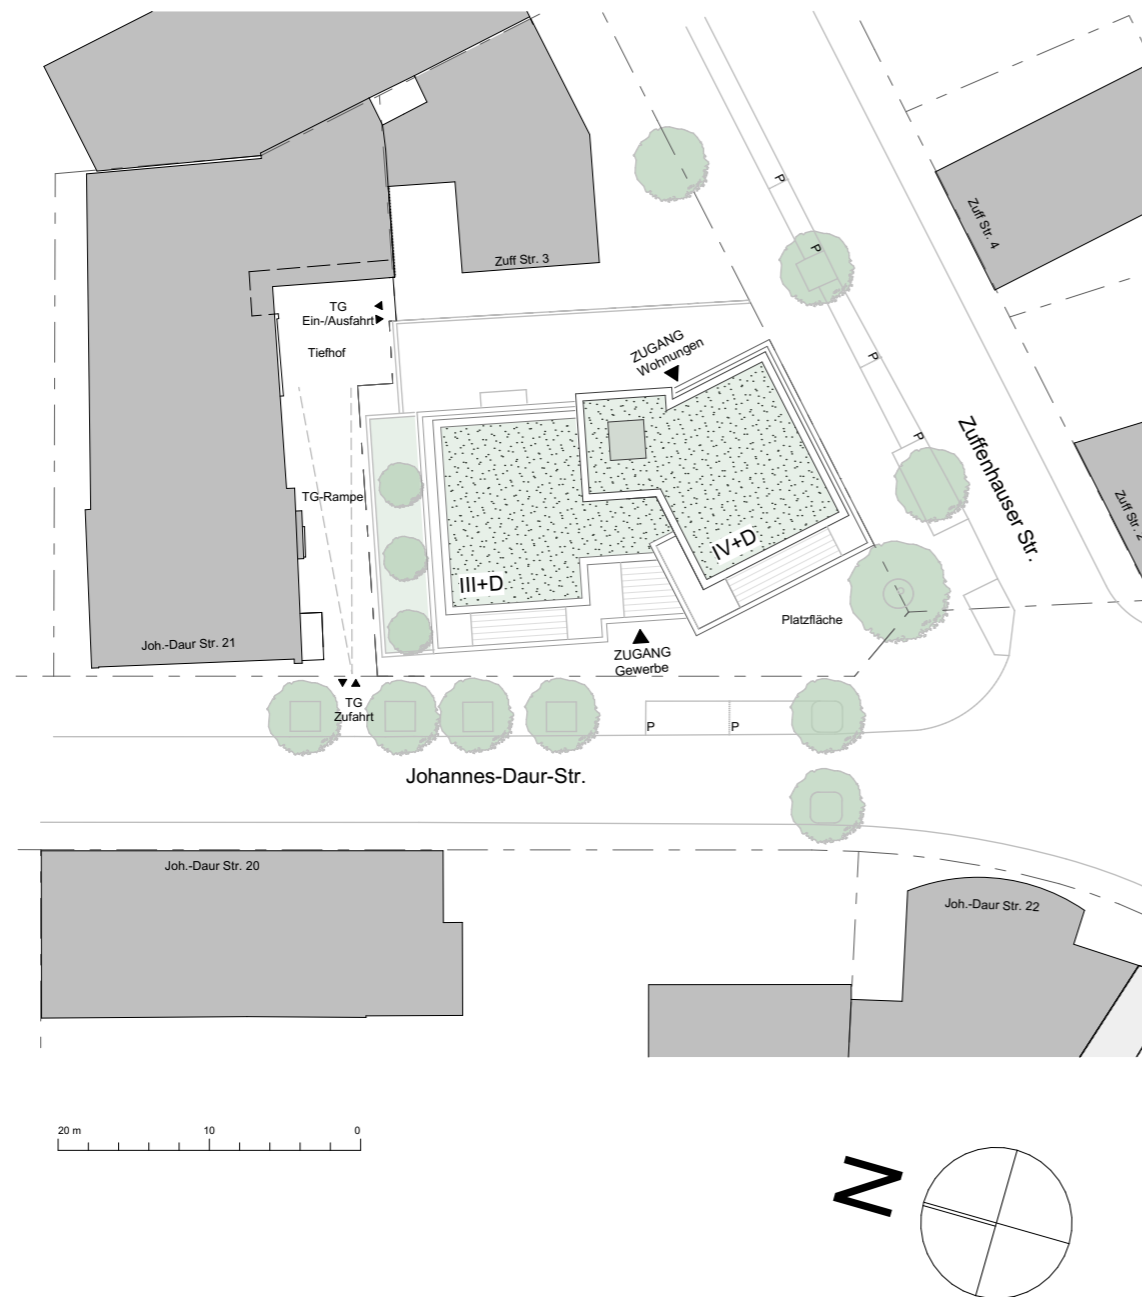 P
Zuff Str. 4
P
Zuff Str. 3
TG
Ein-/Ausfahrt
Tiefhof
ZUGANG
Wohnungen
P
P
Zuffenhauser Str.
Zuff Str. 2
TG-Rampe
IV+D
III+D
Platzfläche
Joh.-Daur Str. 21
ZUGANG
Gewerbe
TG
Zufahrt
P
P
Johannes-Daur-Str.
Joh.-Daur Str. 20
Joh.-Daur Str. 22
20 m
10
0
N